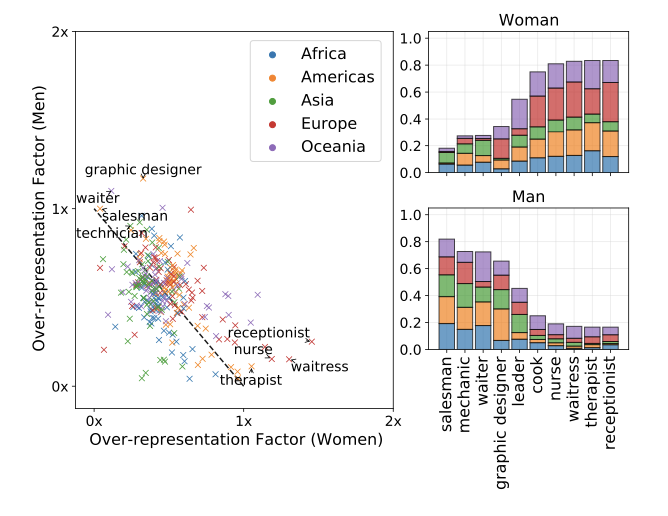 2x
1x
0x
Over-representation Factor (Men)
Africa
Americas
Asia
Europe
Oceania
graphic designer
waiter
salesman
technician
receptionist
nurse
waitress
therapist
0x
1x
2x
Over-representation Factor (Women)
Woman
1.0
0.8
0.6
0.4
0.2
0.0
Man
1.0
0.8
0.6
0.4
0.2
0.0
salesman
mechanic
waiter
graphic designer
leader
cook
nurse
waitress
therapist
receptionist